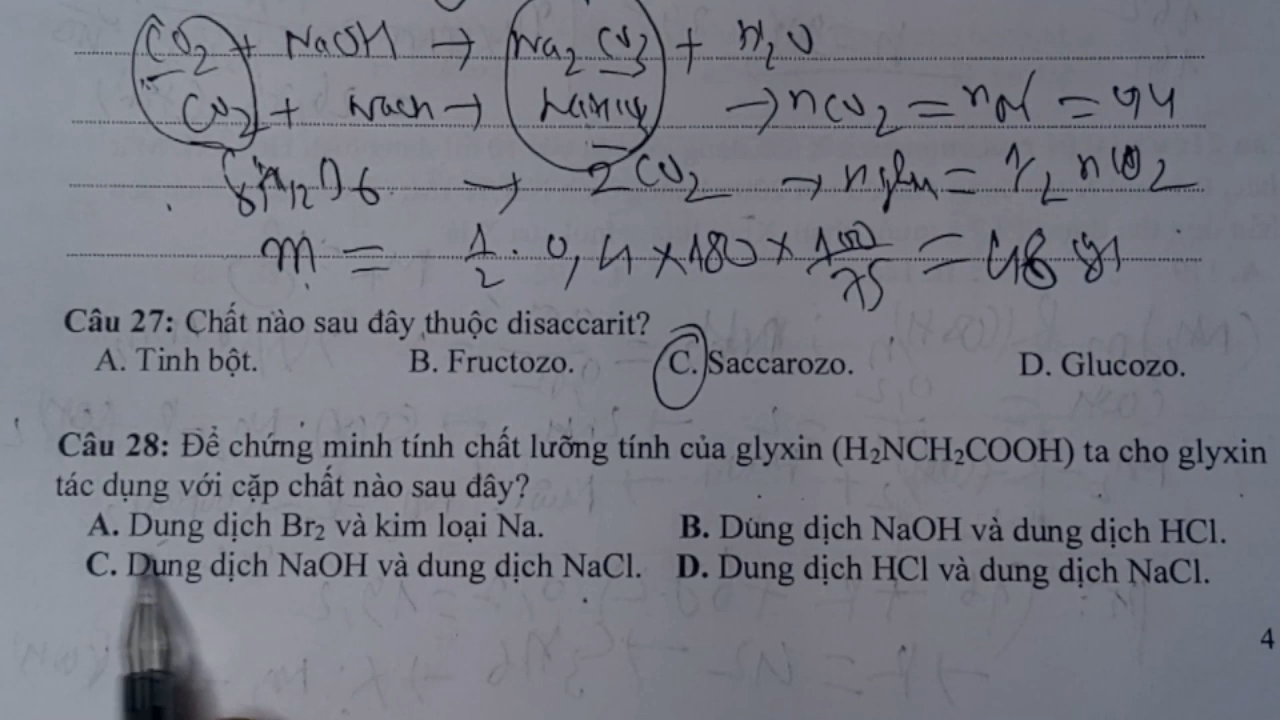 CO₂ + NaOH → Na₂CO₃ + H₂O
CO₂ + → → nCO₂ = = 0,4
→ 2CO₂ → nglu = 1/2 nCO₂
m = 1/2 . 0,4 × 180 × 100/75 = 48
Câu 27: Chất nào sau đây thuộc disaccarit?
A. Tinh bột. B. Fructozo. C. Saccarozo. D. Glucozo.
Câu 28: Để chứng minh tính chất lưỡng tính của glyxin (H₂NCH₂COOH) ta cho glyxin
tác dụng với cặp chất nào sau đây?
A. Dung dịch Br₂ và kim loại Na. B. Dung dịch NaOH và dung dịch HCl.
C. Dung dịch NaOH và dung dịch NaCl. D. Dung dịch HCl và dung dịch NaCl.
4